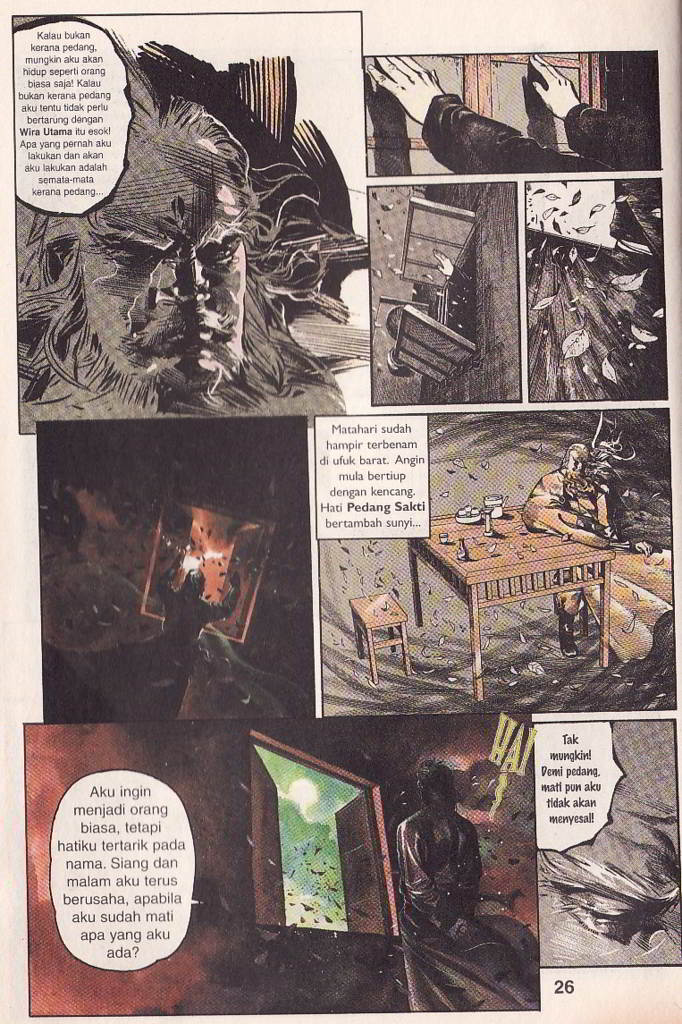 Kalau bukan
kerana pedang,
mungkin aku akan
hidup seperti orang
biasa saja! Kalau
bukan kerana pedang
aku tentu tidak perlu
bertarung dengan
Wira Utama itu esok!
Apa yang pernah aku
lakukan dan akan
aku lakukan adalah
semata-mata
kerana pedang...
Matahari sudah
hampir terbenam
di ufuk barat. Angin
mula bertiup
dengan kencang.
Hati Pedang Sakti
bertambah sunyi...
Aku ingin
menjadi orang
biasa, tetapi
hatiku tertarik pada
nama. Siang dan
malam aku terus
berusaha, apabila
aku sudah mati
apa yang aku
ada?
HAI
Tak
mungkin!
Demi pedang,
mati pun aku
tidak akan
menyesal!
26